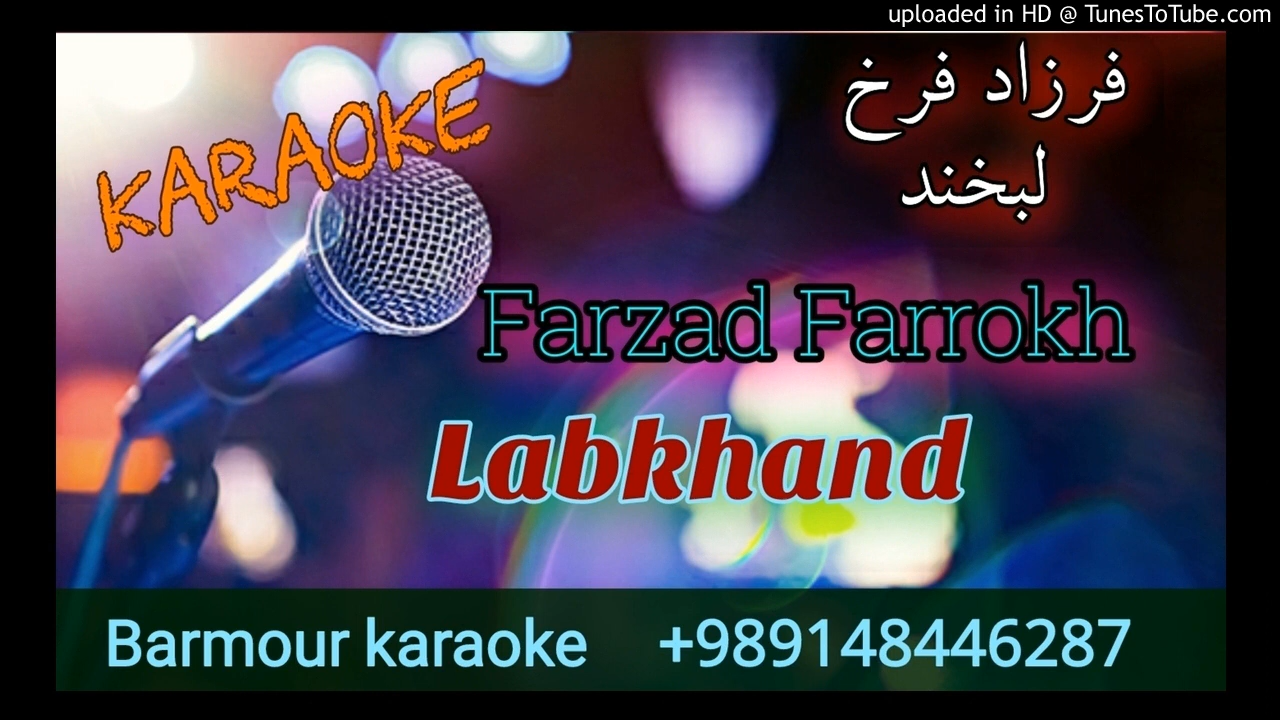 uploaded in HD @ TunesToTube.com
KARAOKE
فرزاد فرخ
لبخند
Farzad Farrokh
Labkhand
Barmour karaoke +989148446287